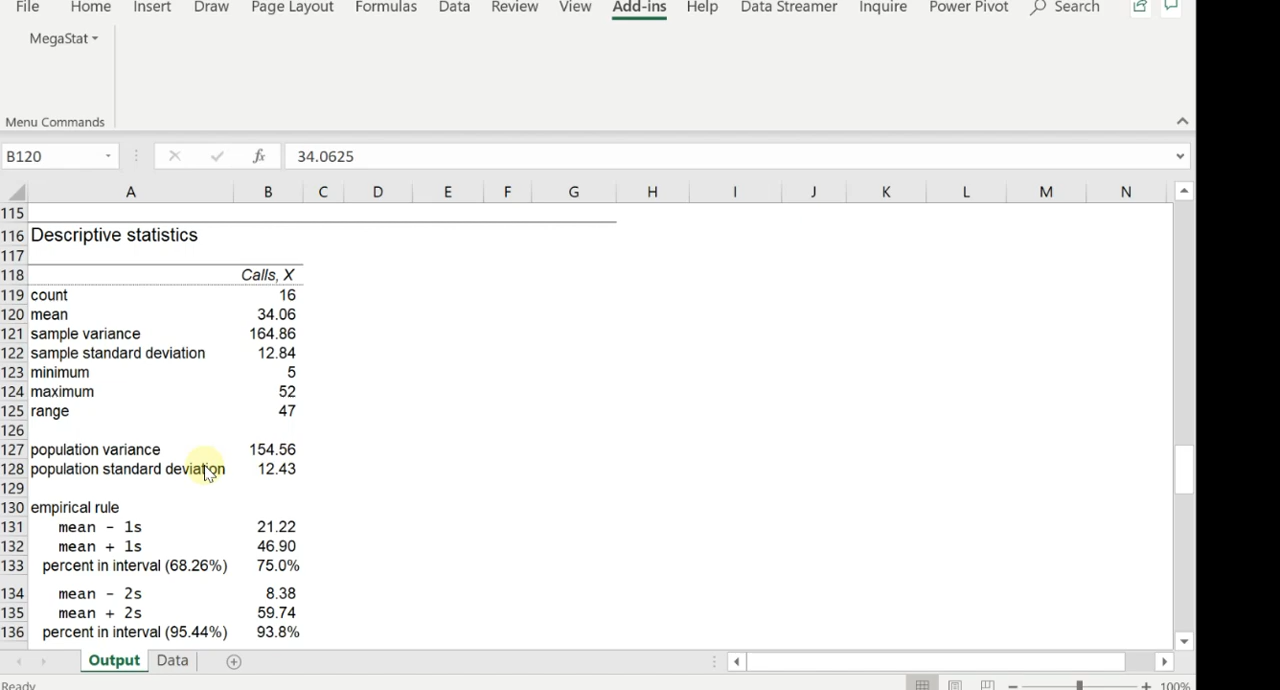 File Home Insert Draw Page Layout Formulas Data Review View Add-ins Help Data Streamer Inquire Power Pivot Search
MegaStat
Menu Commands
B120 fx 34.0625
A B C D E F G H I J K L M N
115
116 Descriptive statistics
117
118 Calls, X
119 count 16
120 mean 34.06
121 sample variance 164.86
122 sample standard deviation 12.84
123 minimum 5
124 maximum 52
125 range 47
126
127 population variance 154.56
128 population standard deviation 12.43
129
130 empirical rule
131 mean - 1s 21.22
132 mean + 1s 46.90
133 percent in interval (68.26%) 75.0%
134 mean - 2s 8.38
135 mean + 2s 59.74
136 percent in interval (95.44%) 93.8%
Output Data
Ready 100%